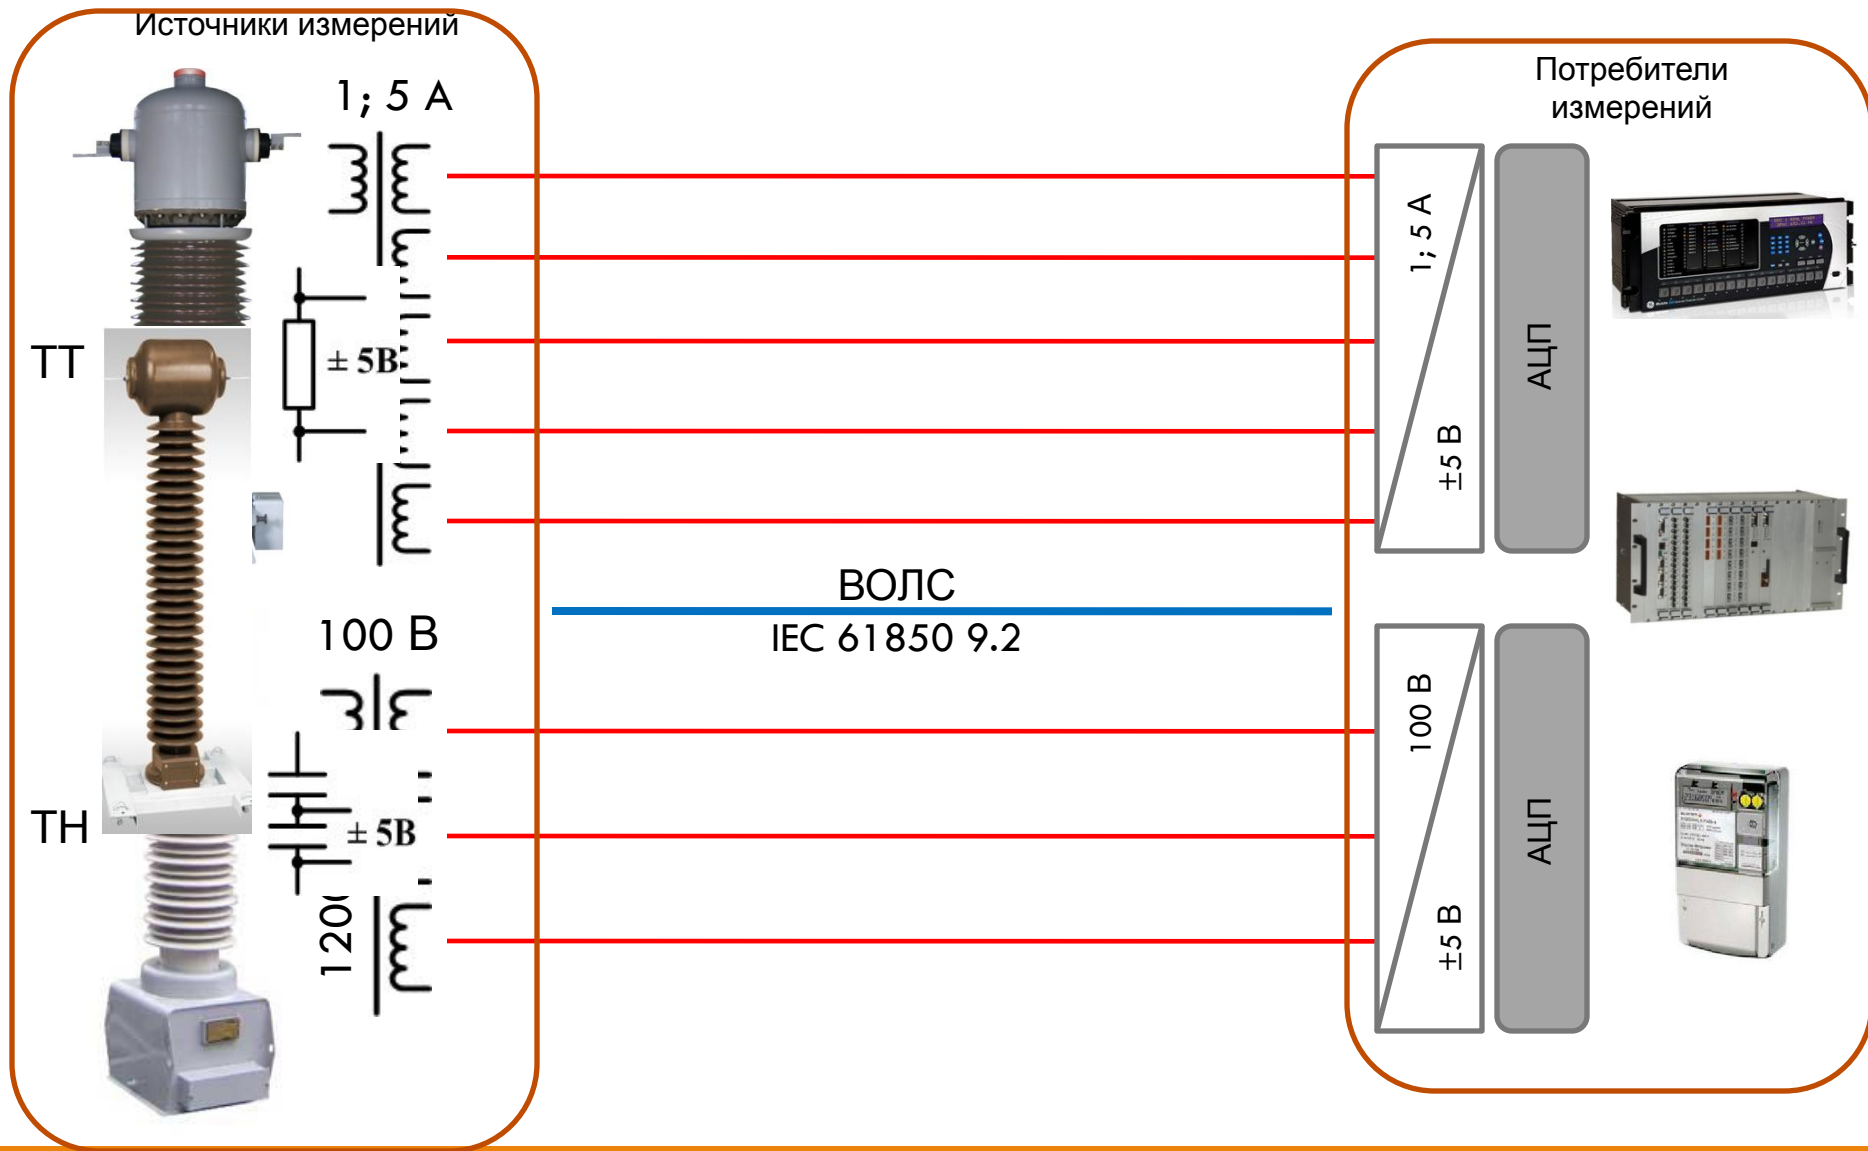 Источники измерений
1; 5 А
ТТ
± 5В
100 В
ТН
± 5В
120
ВОЛС
IEC 61850 9.2
Потребители
измерений
1; 5 А
±5 В
АЦП
100 В
±5 В
АЦП